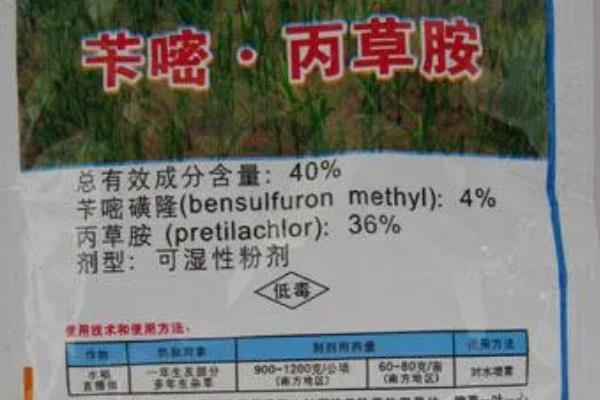 苄嘧·丙草胺
总有效成分含量: 40%
苄嘧磺隆(bensulfuron methyl): 4%
丙草胺 (pretilachlor): 36%
剂型: 可湿性粉剂
低毒
使用技术和使用方法:
作物 防除对象 制剂用药量 使用方法
水稻直播田 一年生及部分多年生杂草 900-1200克/公顷(南方地区) 60-80克/亩(南方地区) 对水喷雾